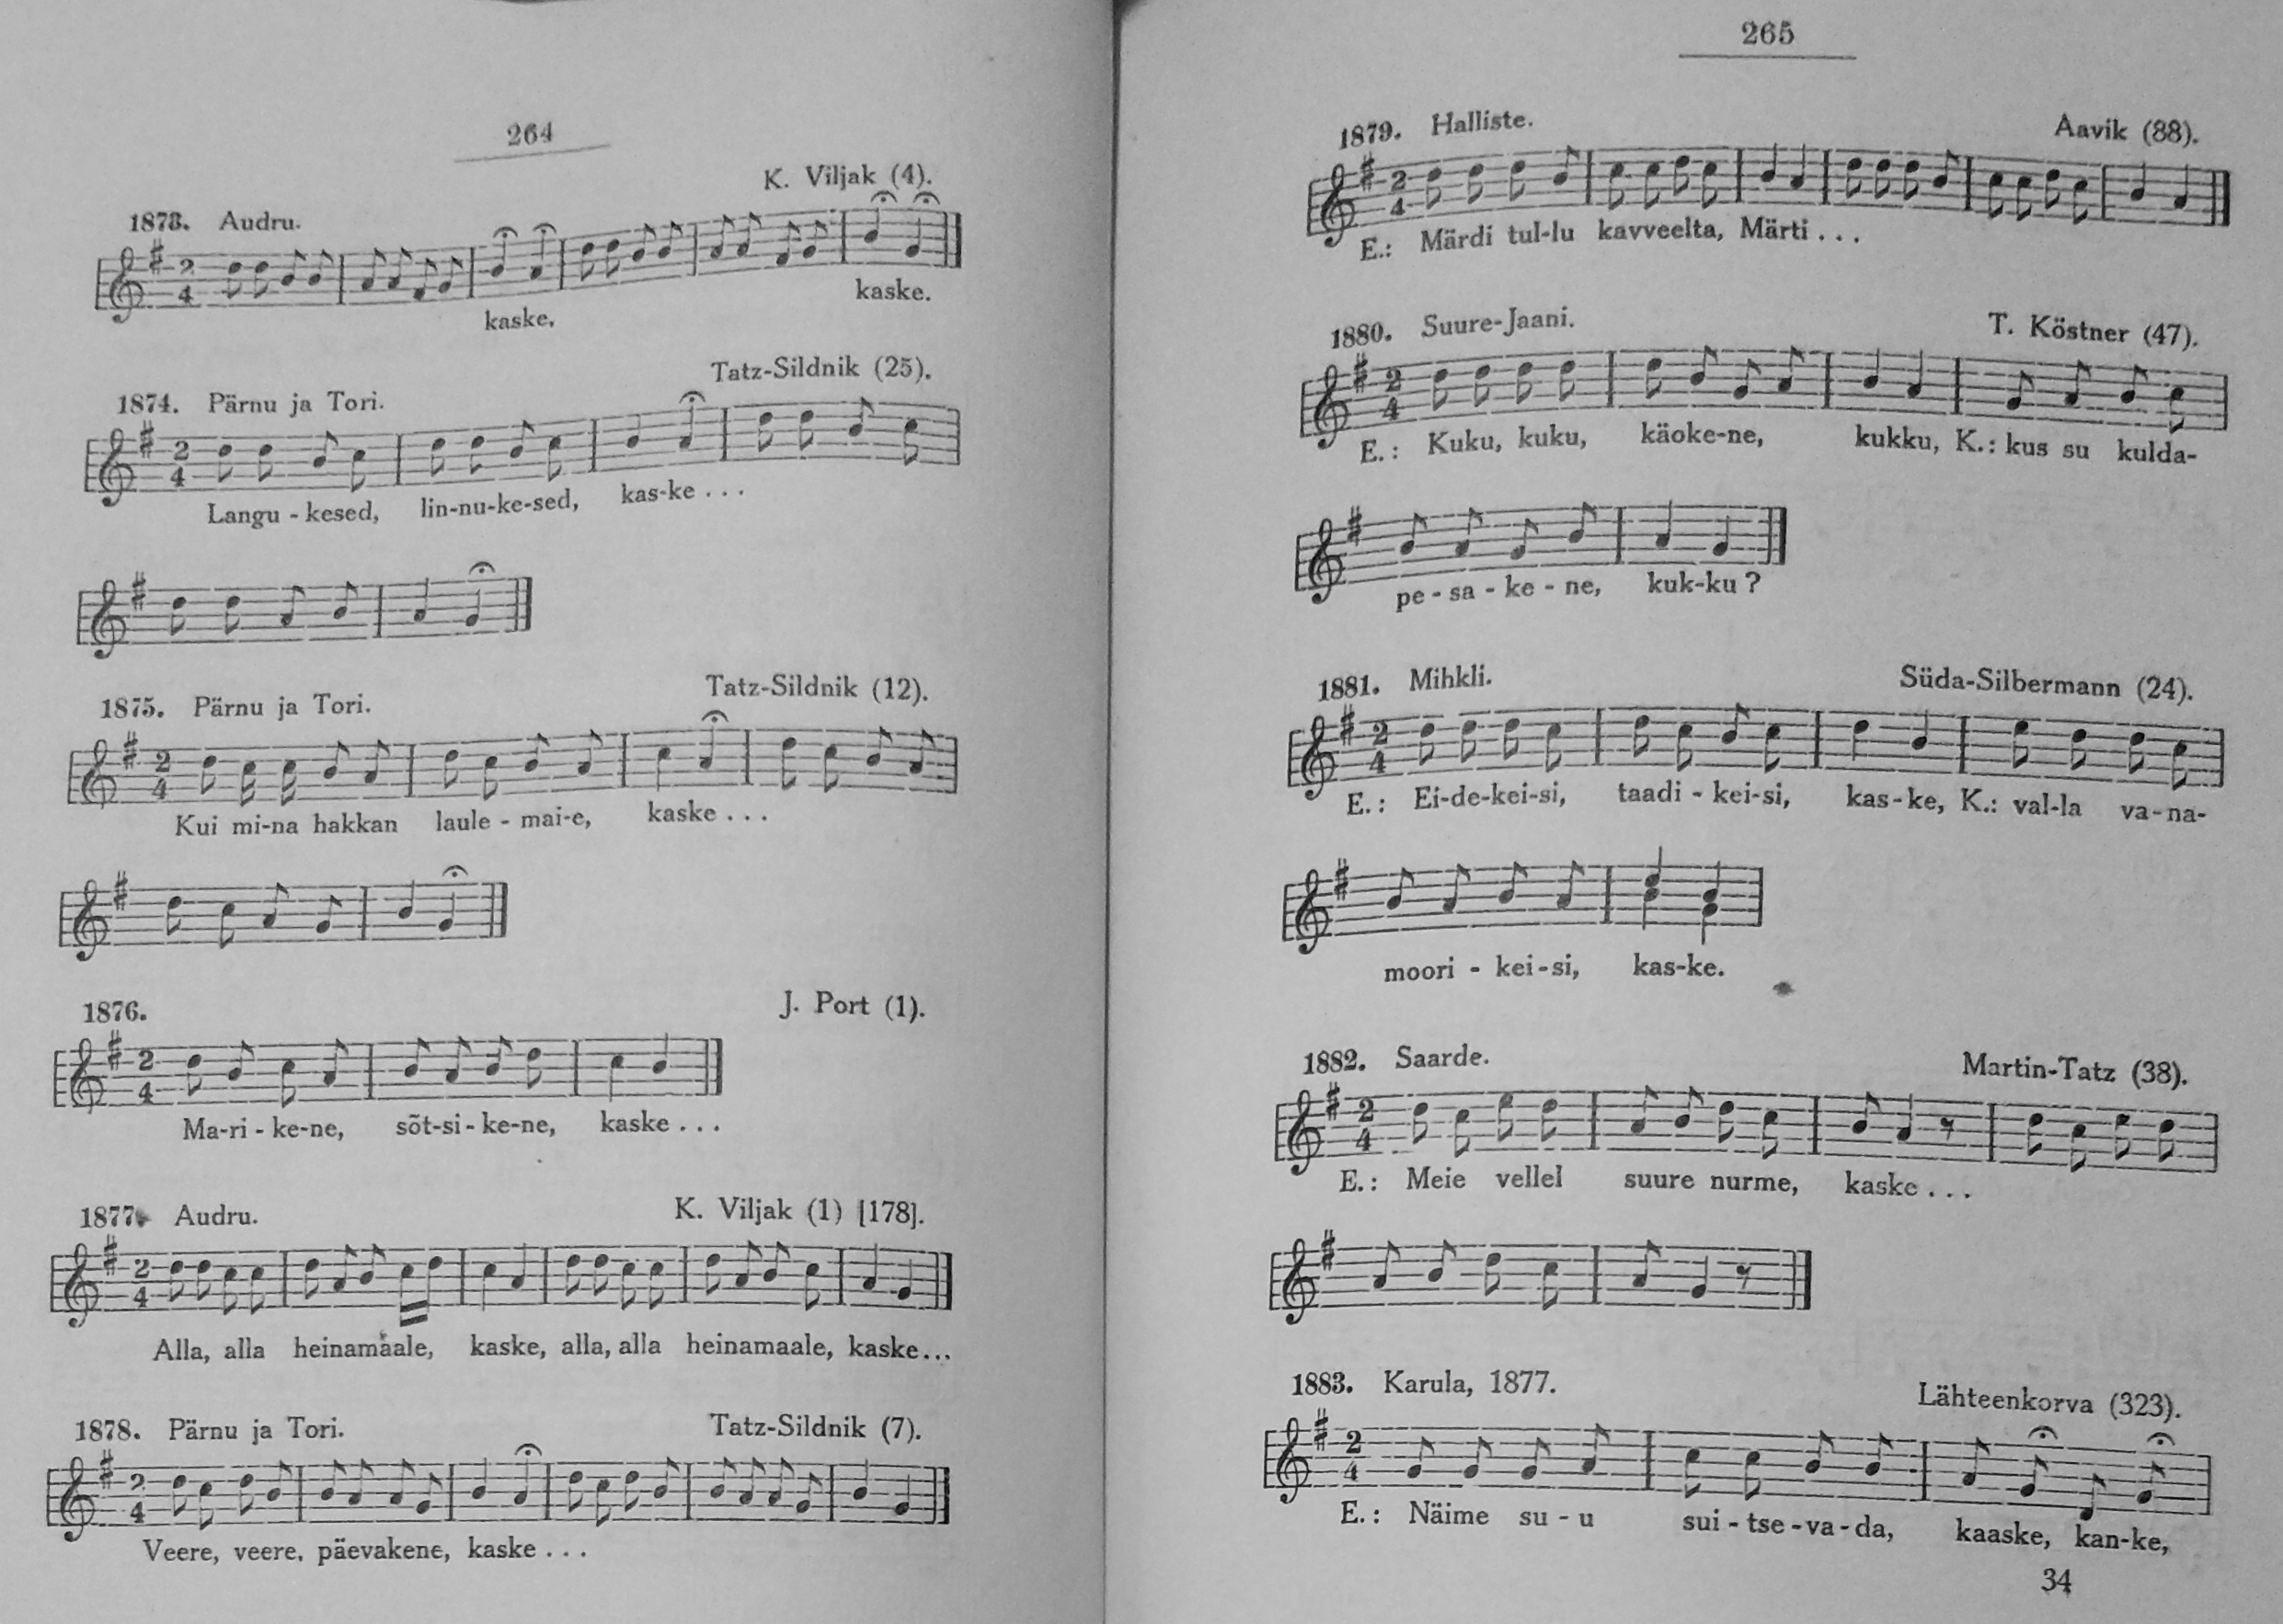 264
K. Viljak (4).
1873. Audru.
kaske.
kaske,
Tatz-Sildnik (25).
1874. Pärnu ja Tori.
Langu - kesed, lin-nu-ke-sed, kas-ke . . .
Tatz-Sildnik (12).
1875. Pärnu ja Tori.
Kui mi-na hakkan laule - mai-e, kaske . . .
1876. J. Port (1).
Ma-ri - ke-ne, sõt-si - ke-ne, kaske . . .
1877. Audru. K. Viljak (1) [178].
Alla, alla heinamaale, kaske, alla, alla heinamaale, kaske...
1878. Pärnu ja Tori. Tatz-Sildnik (7).
Veere, veere, päevakene, kaske . . .
265
1879. Halliste. Aavik (88).
E.: Märdi tul-lu kavveelta, Märti . . .
1880. Suure-Jaani. T. Köstner (47).
E.: Kuku, kuku, käoke-ne, kukku, K.: kus su kulda-
pe - sa - ke - ne, kuk-ku ?
1881. Mihkli. Süda-Silbermann (24).
E.: Ei-de-kei-si, taadi - kei-si, kas - ke, K.: val-la va - na-
moori - kei - si, kas-ke.
1882. Saarde. Martin-Tatz (38).
E.: Meie vellel suure nurme, kaske . . .
1883. Karula, 1877. Lähteenkorva (323).
E.: Näime su - u sui - tse - va - da, kaaske, kan-ke,
34